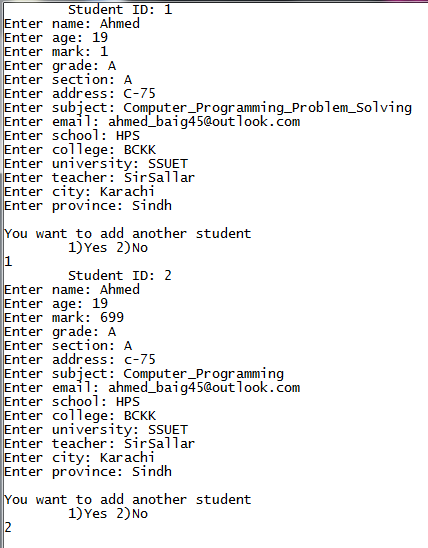 Student ID: 1
Enter name: Ahmed
Enter age: 19
Enter mark: 1
Enter grade: A
Enter section: A
Enter address: C-75
Enter subject: Computer_Programming_Problem_Solving
Enter email: ahmed_baig45@outlook.com
Enter school: HPS
Enter college: BCKK
Enter university: SSUET
Enter teacher: SirSallar
Enter city: Karachi
Enter province: Sindh
You want to add another student
1)Yes 2)No
1
Student ID: 2
Enter name: Ahmed
Enter age: 19
Enter mark: 699
Enter grade: A
Enter section: A
Enter address: c-75
Enter subject: Computer_Programming
Enter email: ahmed_baig45@outlook.com
Enter school: HPS
Enter college: BCKK
Enter university: SSUET
Enter teacher: SirSallar
Enter city: Karachi
Enter province: Sindh
You want to add another student
1)Yes 2)No
2